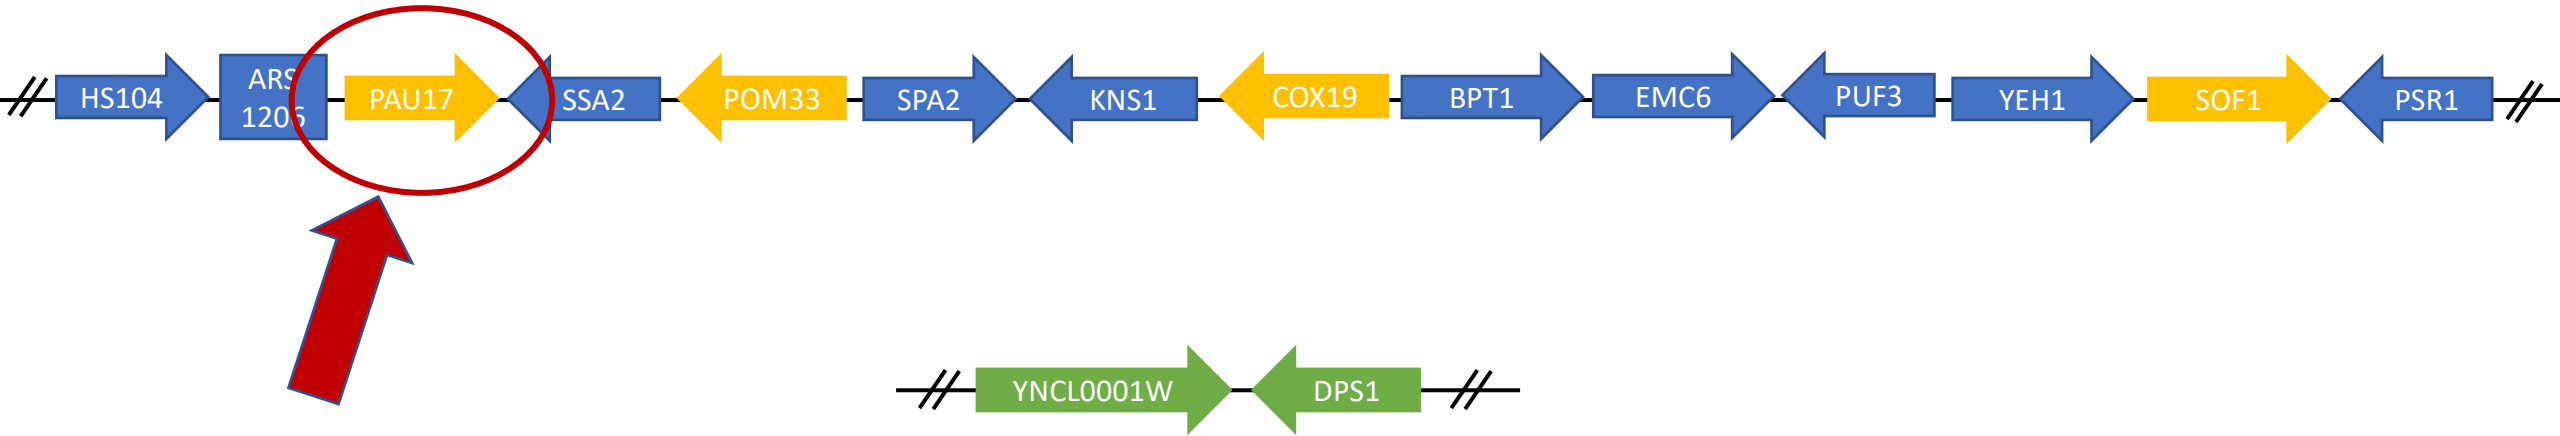 HS104
ARS
1206
PAU17
SSA2
POM33
SPA2
KNS1
COX19
BPT1
EMC6
PUF3
YEH1
SOF1
PSR1
YNCL0001W
DPS1